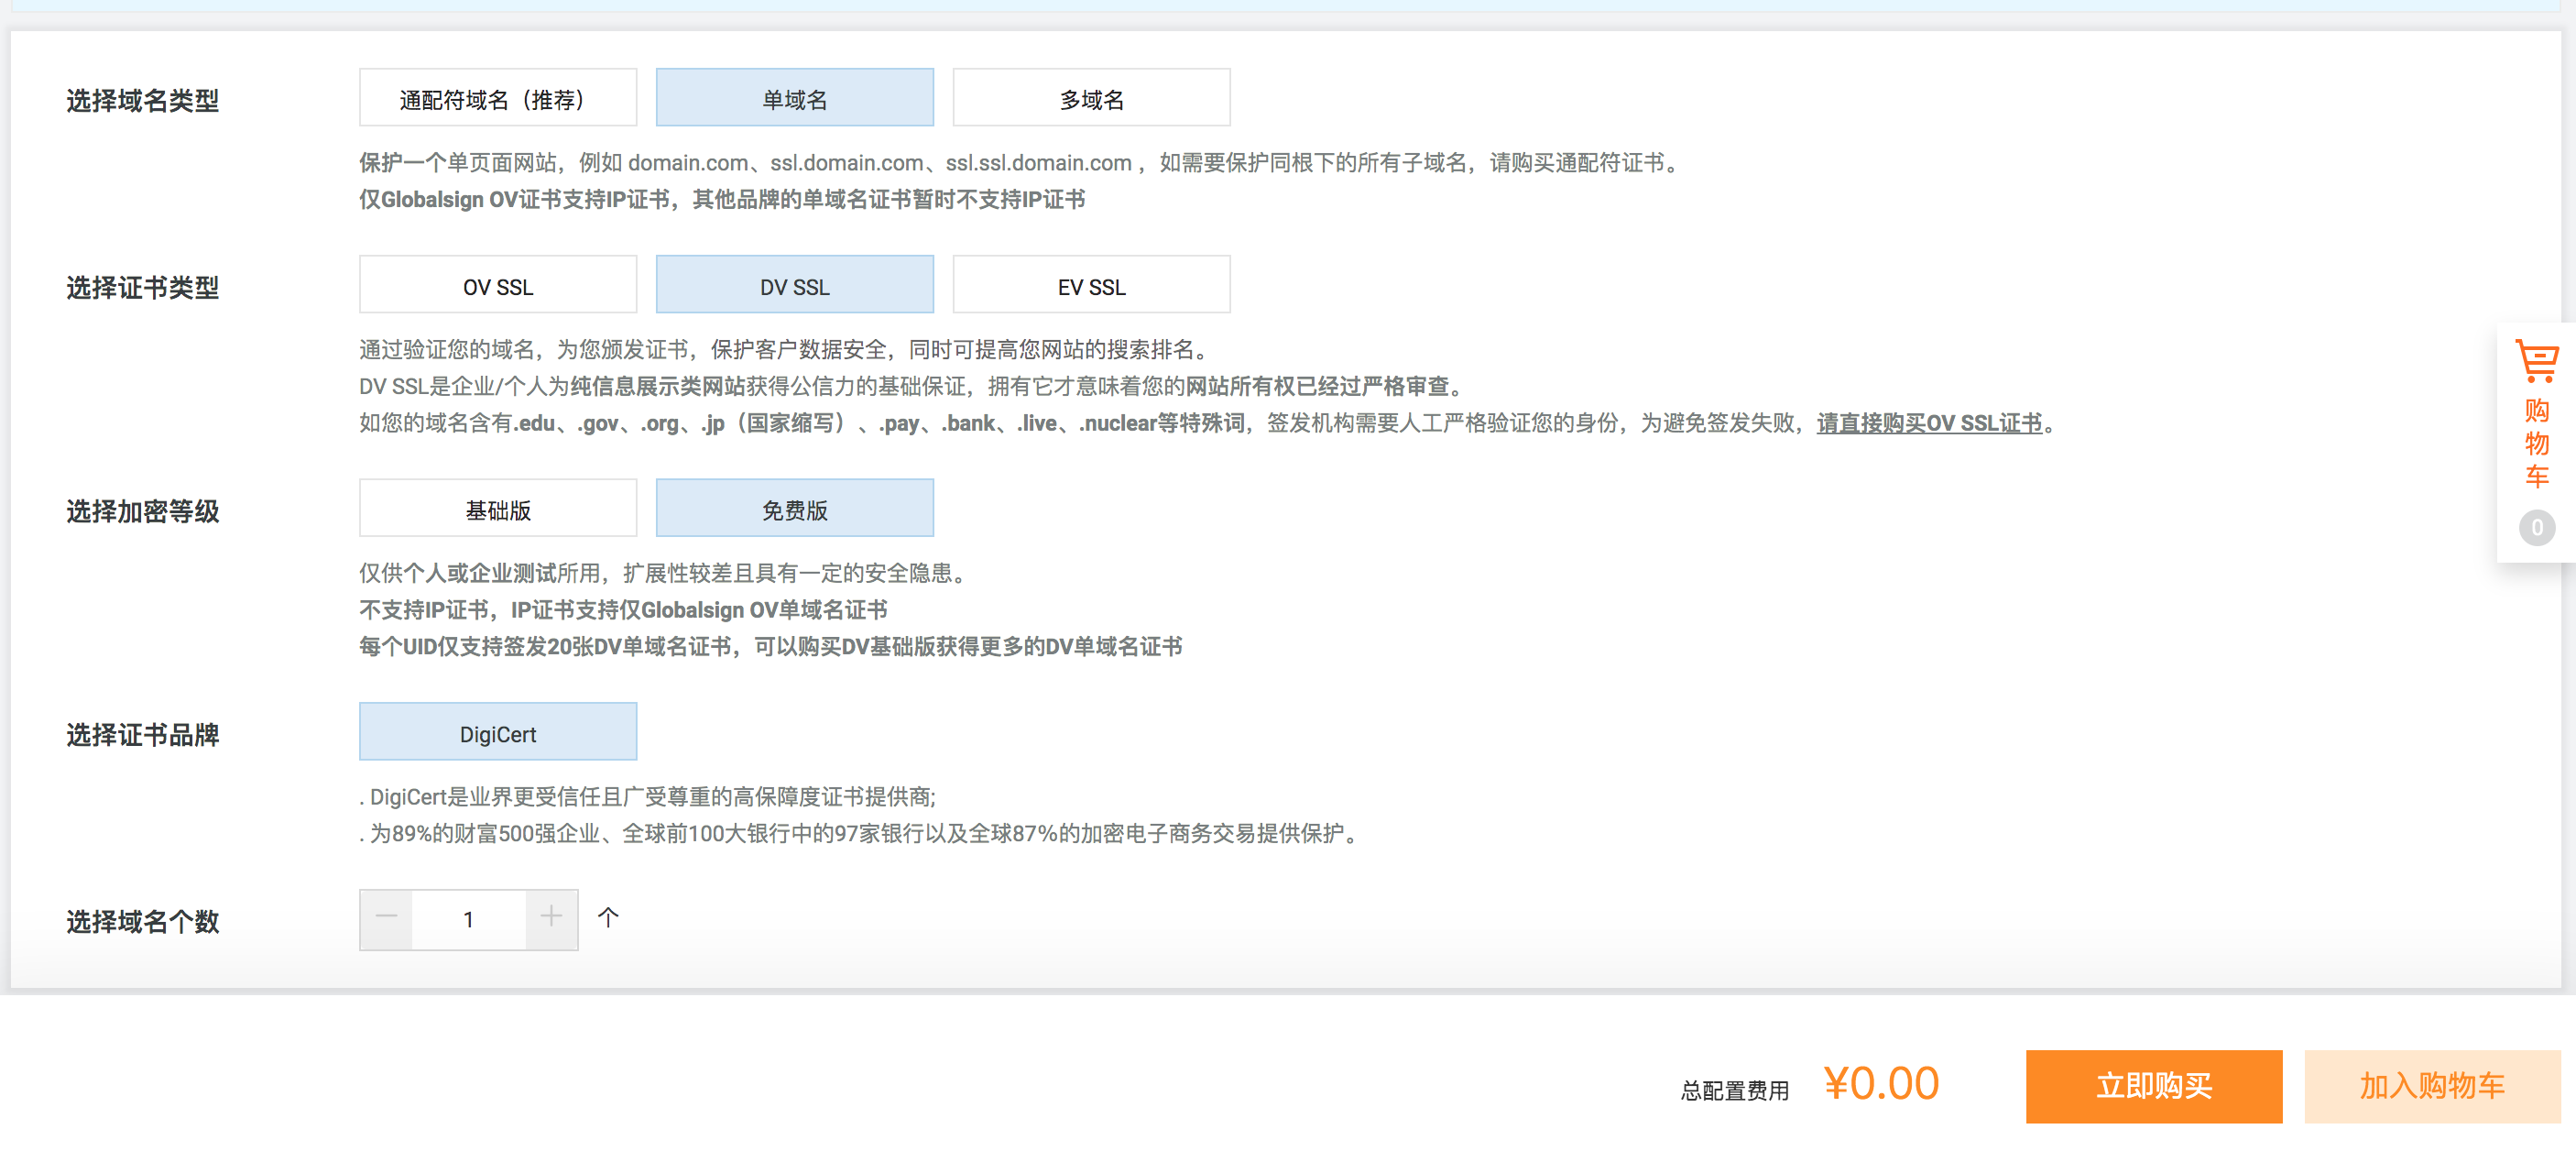 选择域名类型
通配符域名（推荐） 单域名 多域名
保护一个单页面网站，例如 domain.com、ssl.domain.com、ssl.ssl.domain.com ，如需要保护同根下的所有子域名，请购买通配符证书。
仅Globalsign OV证书支持IP证书，其他品牌的单域名证书暂时不支持IP证书
选择证书类型
OV SSL DV SSL EV SSL
通过验证您的域名，为您颁发证书，保护客户数据安全，同时可提高您网站的搜索排名。
DV SSL是企业/个人为纯信息展示类网站获得公信力的基础保证，拥有它才意味着您的网站所有权已经过严格审查。
如您的域名含有.edu、.gov、.org、.jp（国家缩写）、.pay、.bank、.live、.nuclear等特殊词，签发机构需要人工严格验证您的身份，为避免签发失败，请直接购买OV SSL证书。
选择加密等级
基础版 免费版
仅供个人或企业测试所用，扩展性较差且具有一定的安全隐患。
不支持IP证书，IP证书支持仅Globalsign OV单域名证书
每个UID仅支持签发20张DV单域名证书，可以购买DV基础版获得更多的DV单域名证书
选择证书品牌
DigiCert
. DigiCert是业界更受信任且广受尊重的高保障度证书提供商;
. 为89%的财富500强企业、全球前100大银行中的97家银行以及全球87%的加密电子商务交易提供保护。
选择域名个数
1 个
购
物
车
0
总配置费用 ¥0.00
立即购买 加入购物车